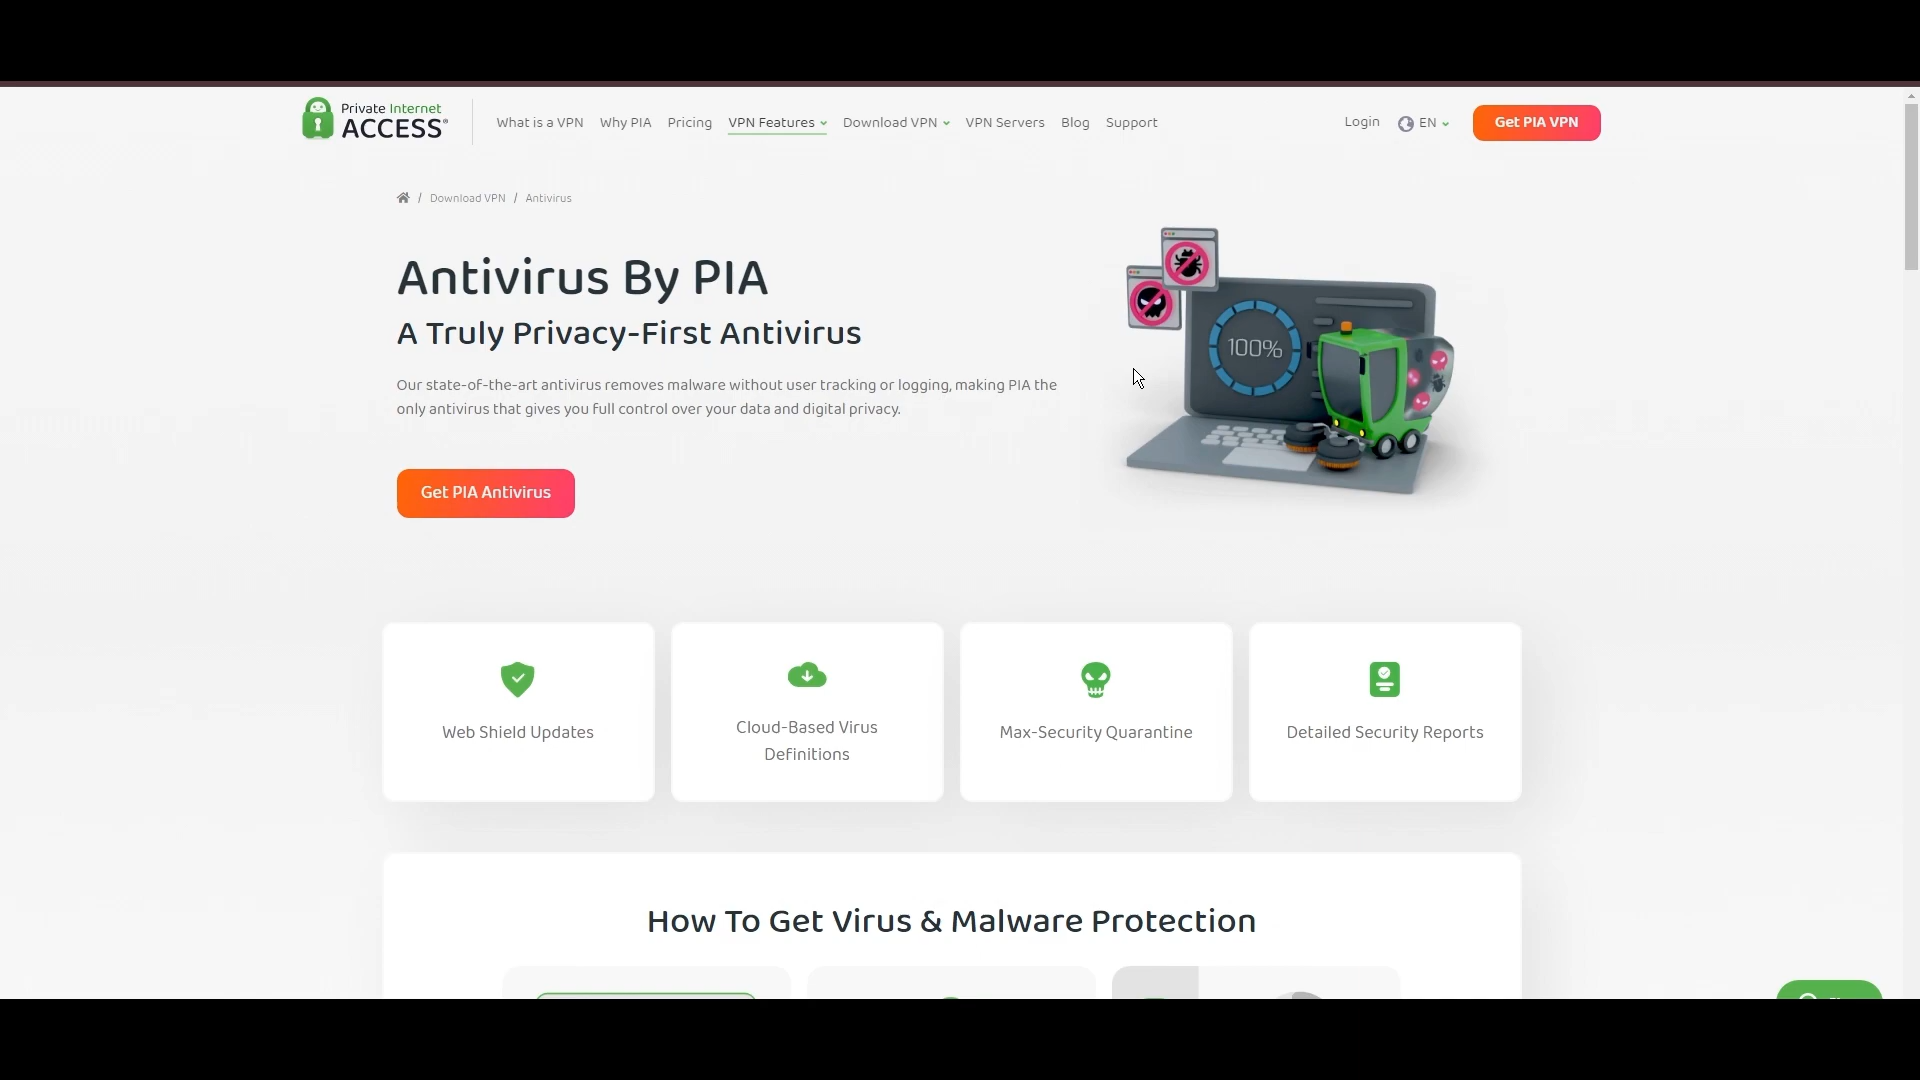 Private Internet
ACCESS®
What is a VPN
Why PIA
Pricing
VPN Features
Download VPN
VPN Servers
Blog
Support
Login
EN
Get PIA VPN
/ Download VPN / Antivirus
Antivirus By PIA
A Truly Privacy-First Antivirus
Our state-of-the-art antivirus removes malware without user tracking or logging, making PIA the
only antivirus that gives you full control over your data and digital privacy.
100%
Get PIA Antivirus
Web Shield Updates
Cloud-Based Virus
Definitions
Max-Security Quarantine
Detailed Security Reports
How To Get Virus & Malware Protection